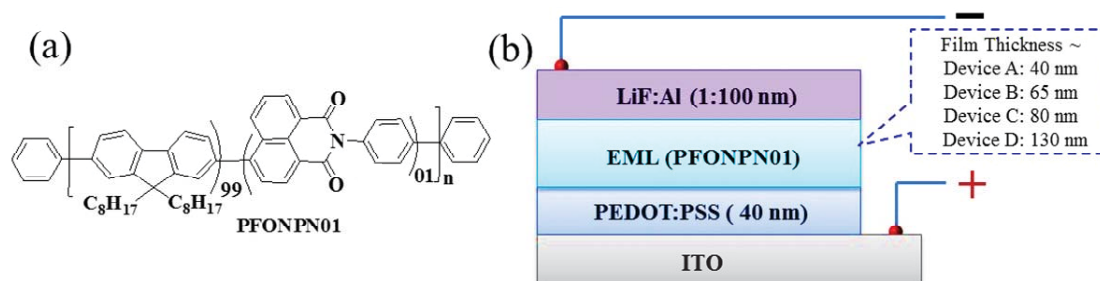 (a)
O
N
O
C₈H₁₇
C₈H₁₇
99
01
n
PFONPN01
(b)
−
Film Thickness ~
Device A: 40 nm
Device B: 65 nm
Device C: 80 nm
Device D: 130 nm
LiF:Al (1:100 nm)
EML (PFONPN01)
+
PEDOT:PSS ( 40 nm)
ITO